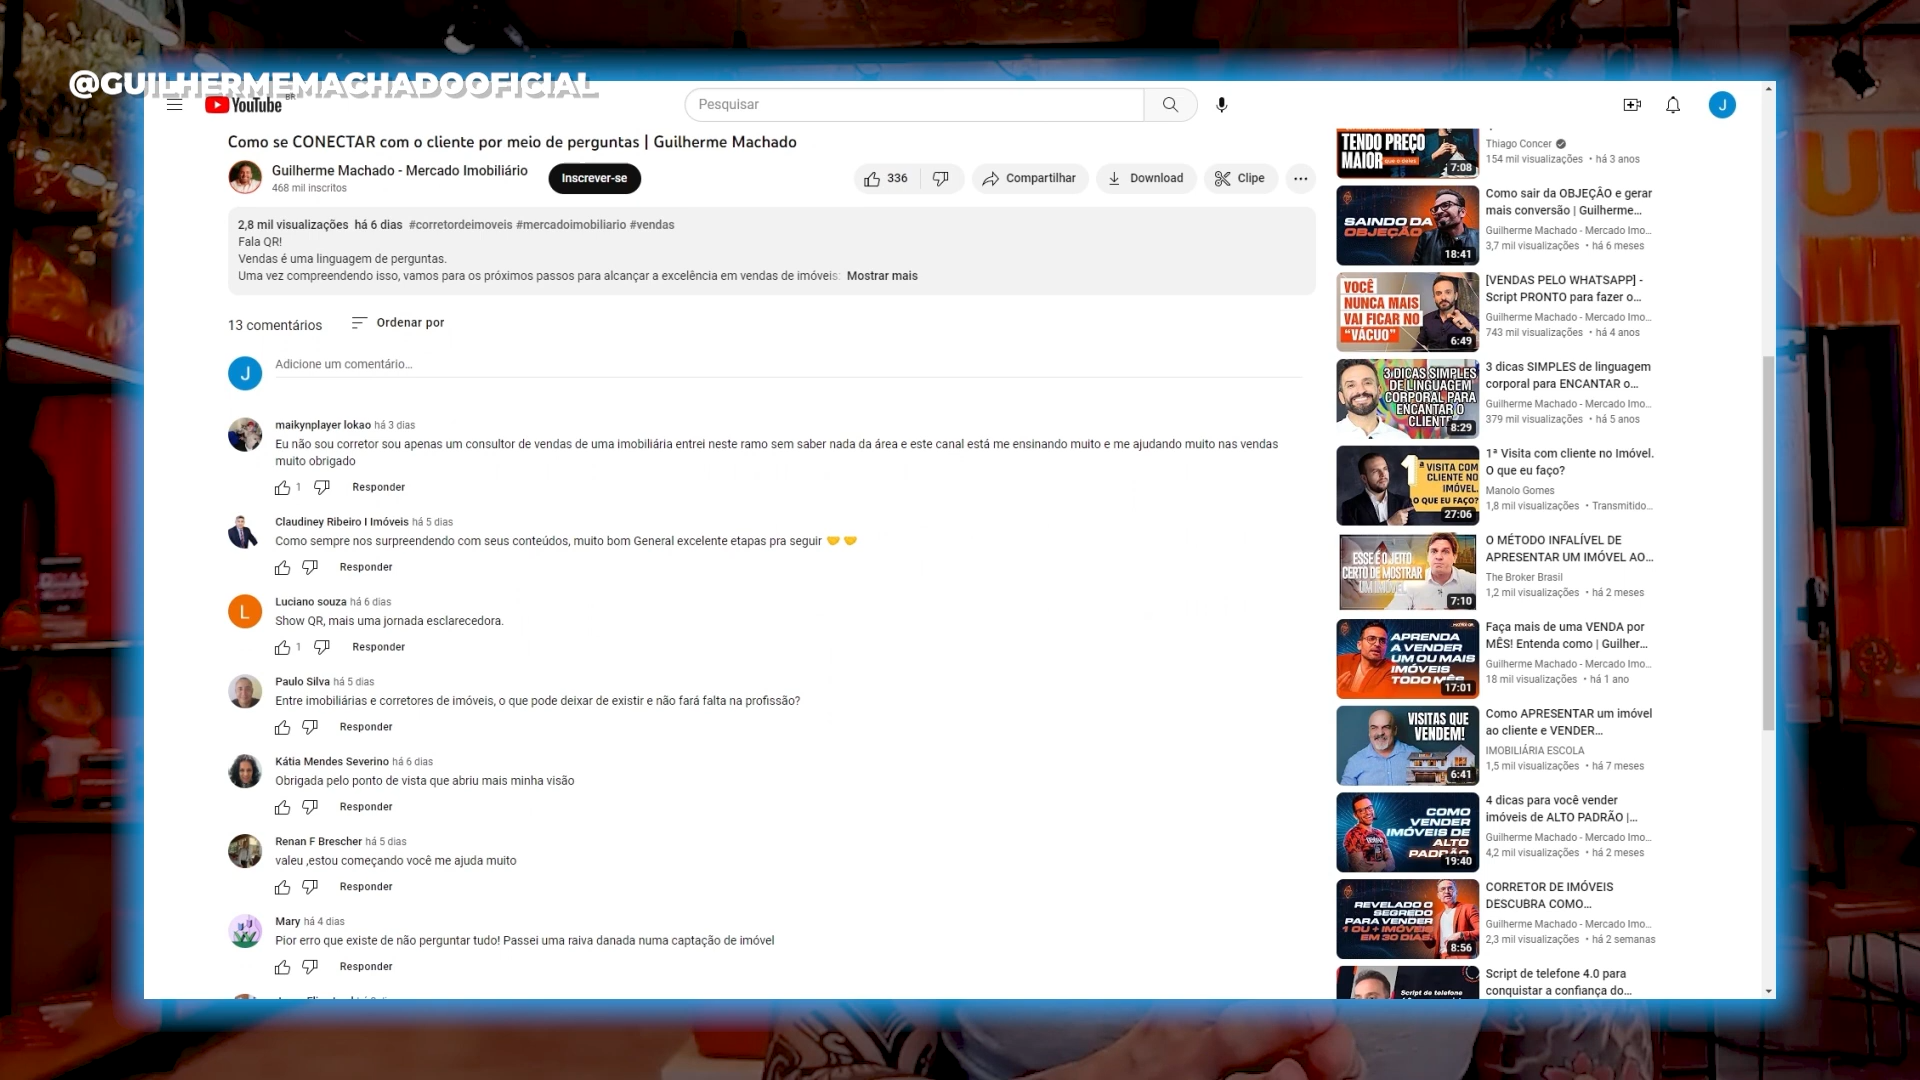 @GUILHERMEMACHADOOFICIAL
YouTube BR
Pesquisar
J
Como se CONECTAR com o cliente por meio de perguntas | Guilherme Machado
Guilherme Machado - Mercado Imobiliário
468 mil inscritos
Inscrever-se
336
Compartilhar
Download
Clipe
2,8 mil visualizações há 6 dias #corretordeimoveis #mercadoimobiliario #vendas
Fala QR!
Vendas é uma linguagem de perguntas.
Uma vez compreendendo isso, vamos para os próximos passos para alcançar a excelência em vendas de imóveis: Mostrar mais
13 comentários
Ordenar por
J
Adicione um comentário...
maikynplayer lokao há 3 dias
Eu não sou corretor sou apenas um consultor de vendas de uma imobiliária entrei neste ramo sem saber nada da área e este canal está me ensinando muito e me ajudando muito nas vendas
muito obrigado
1
Responder
Claudiney Ribeiro I Imóveis há 5 dias
Como sempre nos surpreendendo com seus conteúdos, muito bom General excelente etapas pra seguir
Responder
L
Luciano souza há 6 dias
Show QR, mais uma jornada esclarecedora.
1
Responder
Paulo Silva há 5 dias
Entre imobiliárias e corretores de imóveis, o que pode deixar de existir e não fará falta na profissão?
Responder
Kátia Mendes Severino há 6 dias
Obrigada pelo ponto de vista que abriu mais minha visão
Responder
Renan F Brescher há 5 dias
valeu ,estou começando você me ajuda muito
Responder
Mary há 4 dias
Pior erro que existe de não perguntar tudo! Passei uma raiva danada numa captação de imóvel
Responder
TENDO PREÇO
MAIOR
7:08
Thiago Concer
154 mil visualizações • há 3 anos
SAINDO DA
OBJEÇÃO
18:41
Como sair da OBJEÇÂO e gerar
mais conversão | Guilherme...
Guilherme Machado - Mercado Imo...
3,7 mil visualizações • há 6 meses
VOCÊ
NUNCA MAIS
VAI FICAR NO
“VÁCUO”
6:49
[VENDAS PELO WHATSAPP] -
Script PRONTO para fazer o...
Guilherme Machado - Mercado Imo...
743 mil visualizações • há 4 anos
3 DICAS SIMPLES
DE LINGUAGEM
CORPORAL PARA
ENCANTAR O
CLIENTE
8:29
3 dicas SIMPLES de linguagem
corporal para ENCANTAR o...
Guilherme Machado - Mercado Imo...
379 mil visualizações • há 5 anos
1ª VISITA COM
CLIENTE NO
IMÓVEL.
O QUE EU FAÇO?
27:06
1ª Visita com cliente no Imóvel.
O que eu faço?
Manolo Gomes
1,8 mil visualizações • Transmitido...
ESSE É O JEITO
CERTO DE MOSTRAR
UM IMÓVEL
7:10
O MÉTODO INFALÍVEL DE
APRESENTAR UM IMÓVEL AO...
The Broker Brasil
1,2 mil visualizações • há 2 meses
APRENDA
A VENDER
UM OU MAIS
IMÓVEIS
TODO MÊS
17:01
Faça mais de uma VENDA por
MÊS! Entenda como | Guilher...
Guilherme Machado - Mercado Imo...
18 mil visualizações • há 1 ano
VISITAS QUE
VENDEM!
6:41
Como APRESENTAR um imóvel
ao cliente e VENDER...
IMOBILIÁRIA ESCOLA
1,5 mil visualizações • há 7 meses
COMO
VENDER
IMÓVEIS DE
ALTO
PADRÃO
19:40
4 dicas para você vender
imóveis de ALTO PADRÃO |...
Guilherme Machado - Mercado Imo...
4,2 mil visualizações • há 2 meses
REVELADO O
SEGREDO
PARA VENDER
1 OU + IMÓVEIS
EM 30 DIAS.
8:56
CORRETOR DE IMÓVEIS
DESCUBRA COMO...
Guilherme Machado - Mercado Imo...
2,3 mil visualizações • há 2 semanas
Script de telefone
Script de telefone 4.0 para
conquistar a confiança do...